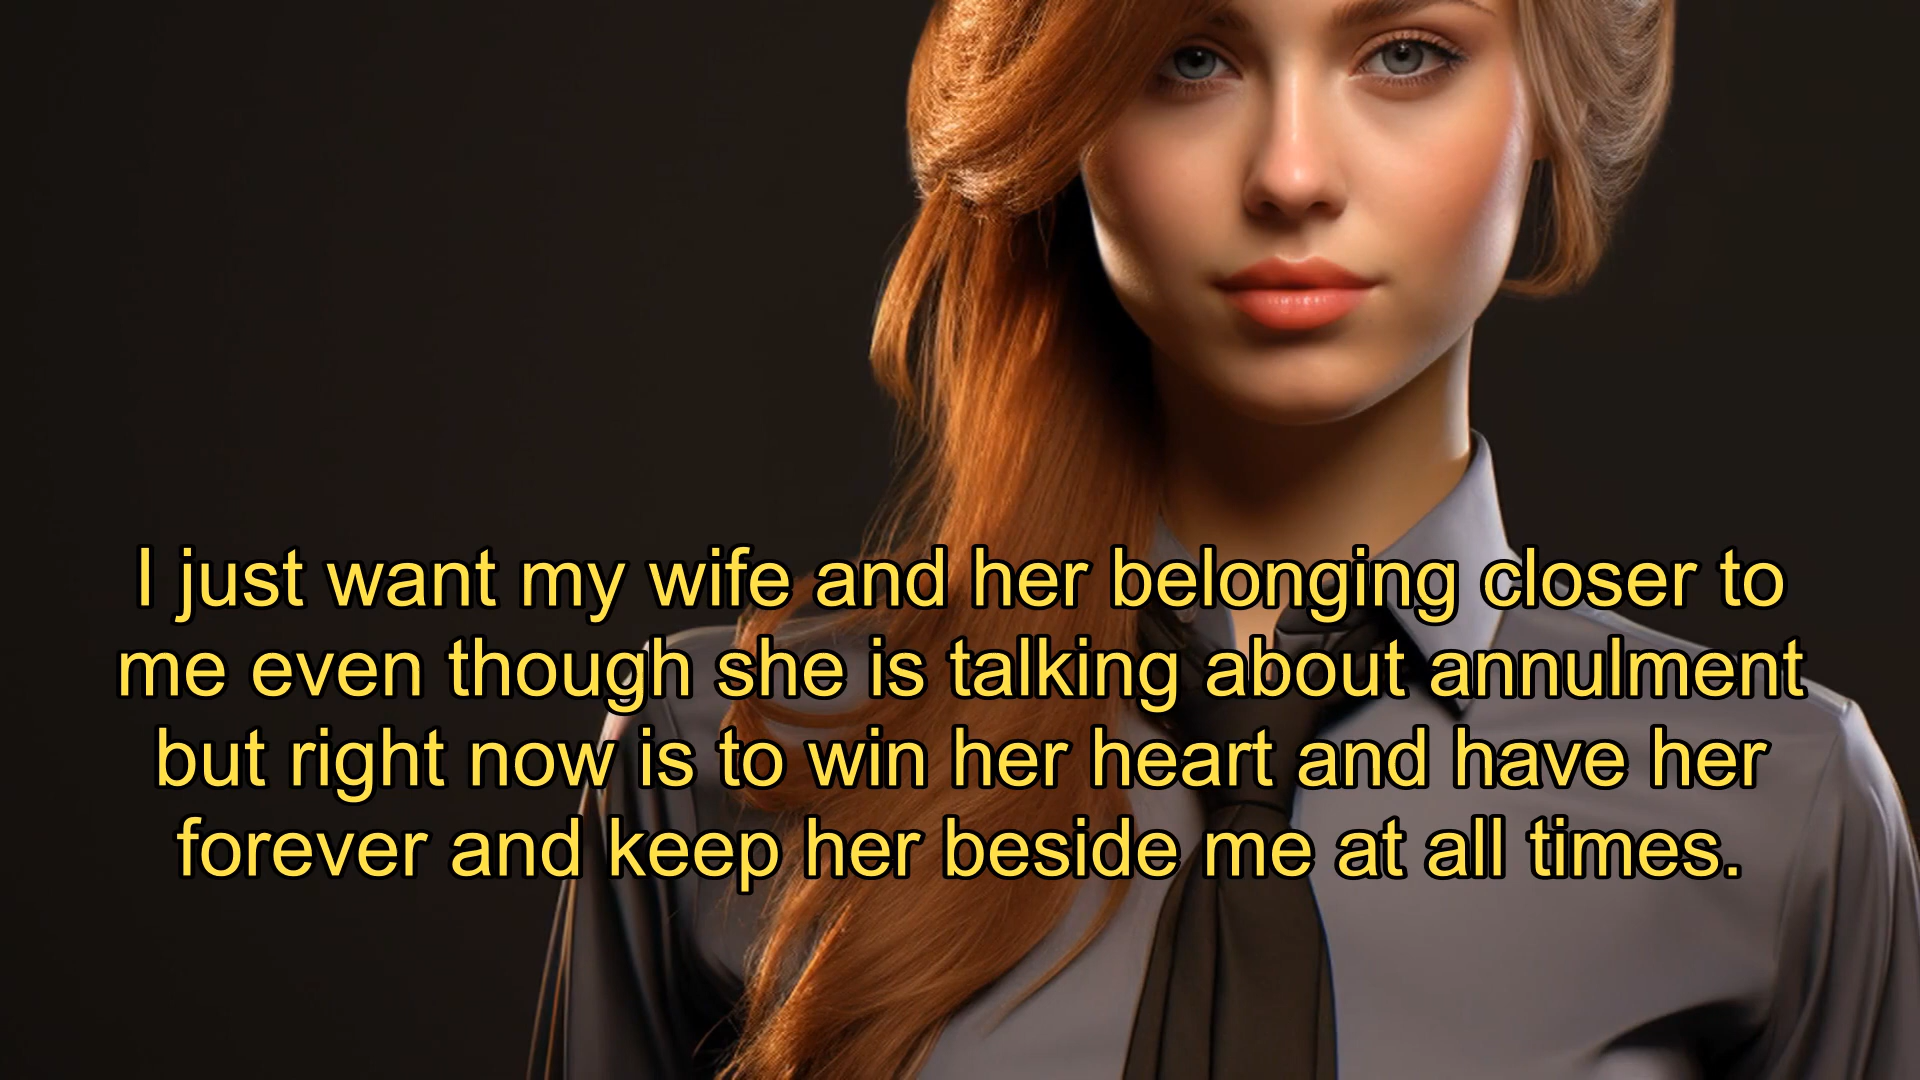 I just want my wife and her belonging closer to
me even though she is talking about annulment
but right now is to win her heart and have her
forever and keep her beside me at all times.